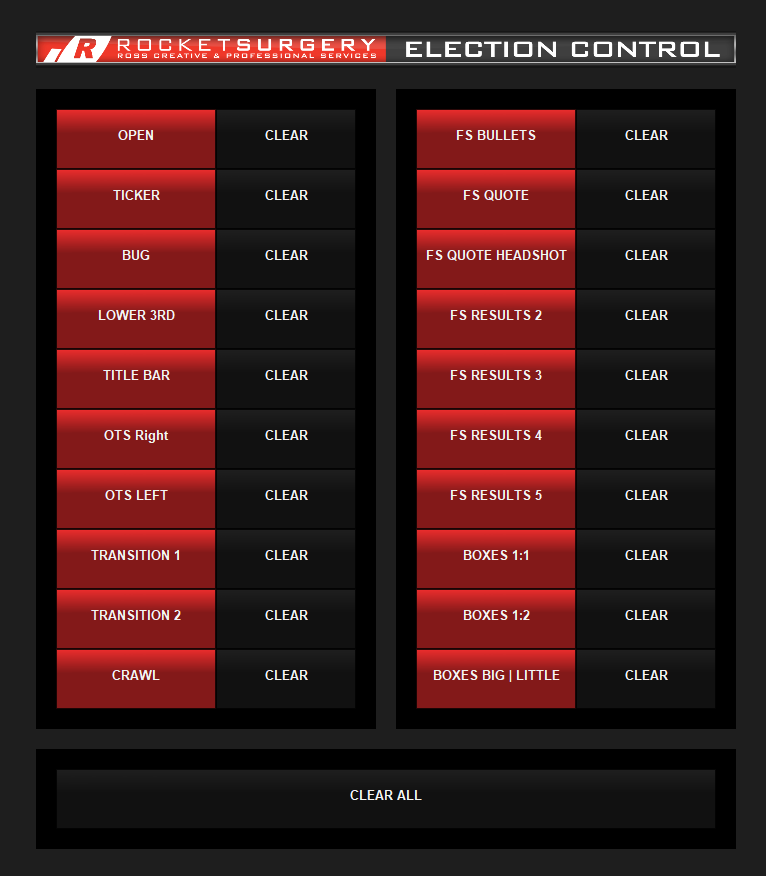 ROCKETSURGERY
ROSS CREATIVE & PROFESSIONAL SERVICES
ELECTION CONTROL
OPEN CLEAR
TICKER CLEAR
BUG CLEAR
LOWER 3RD CLEAR
TITLE BAR CLEAR
OTS Right CLEAR
OTS LEFT CLEAR
TRANSITION 1 CLEAR
TRANSITION 2 CLEAR
CRAWL CLEAR
FS BULLETS CLEAR
FS QUOTE CLEAR
FS QUOTE HEADSHOT CLEAR
FS RESULTS 2 CLEAR
FS RESULTS 3 CLEAR
FS RESULTS 4 CLEAR
FS RESULTS 5 CLEAR
BOXES 1:1 CLEAR
BOXES 1:2 CLEAR
BOXES BIG | LITTLE CLEAR
CLEAR ALL